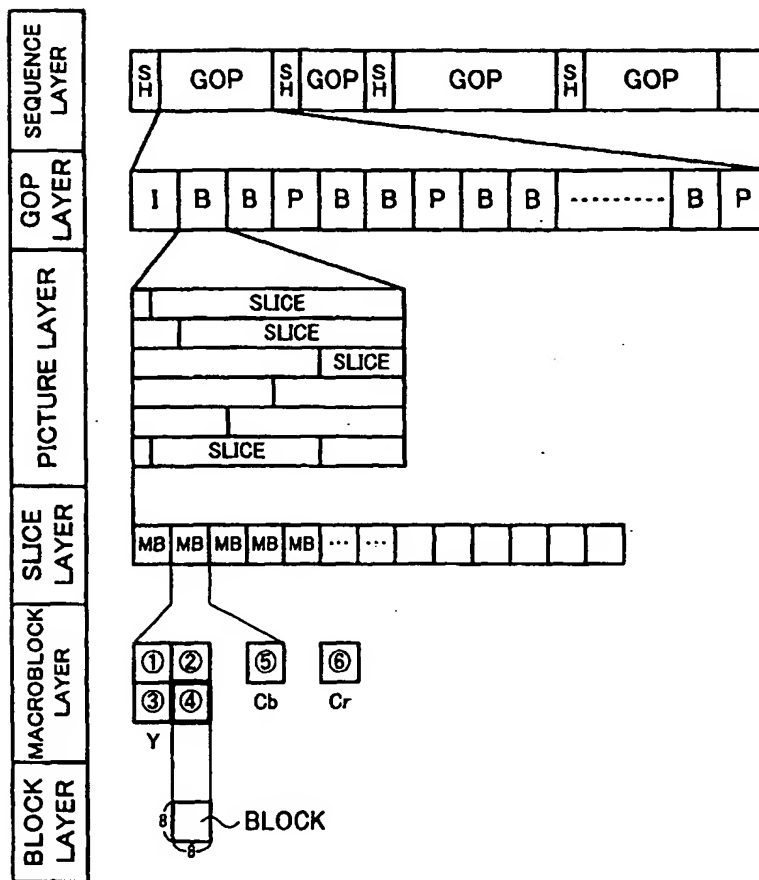 SEQUENCE LAYER
SH GOP SH GOP SH GOP SH GOP
GOP LAYER
I B B P B B P B B ········· B P
PICTURE LAYER
SLICE
SLICE
SLICE
SLICE
SLICE LAYER
MB MB MB MB MB ··· ···
MACROBLOCK LAYER
① ② ⑤ ⑥
③ ④ Cb Cr
Y
BLOCK LAYER
8 BLOCK
8